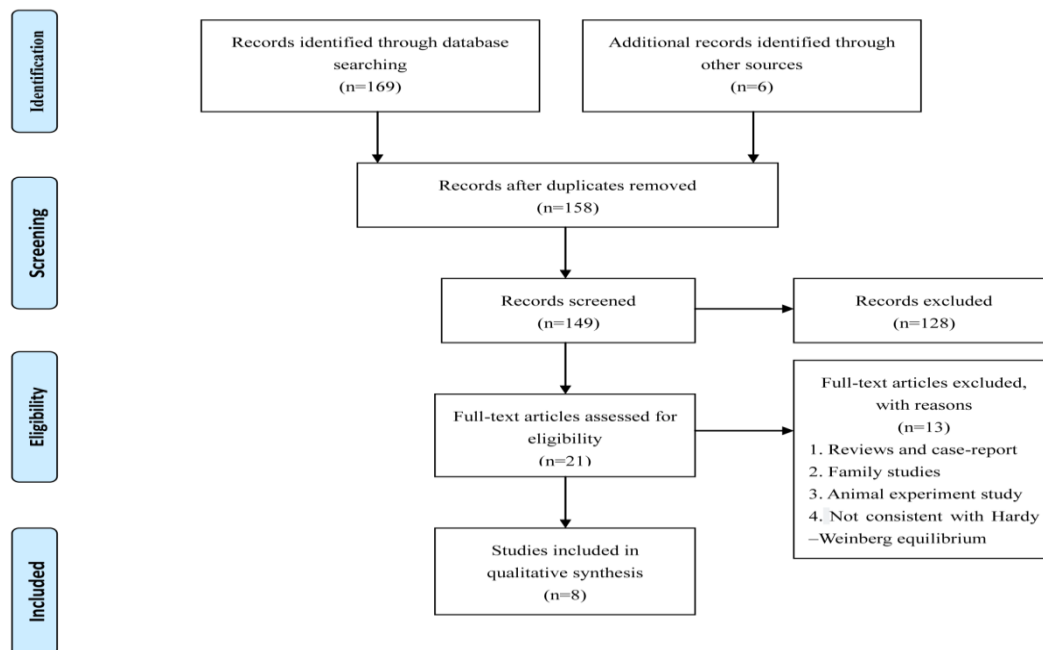 Identification
Records identified through database
searching
(n=169)
Additional records identified through
other sources
(n=6)
Screening
Records after duplicates removed
(n=158)
Records screened
(n=149)
Records excluded
(n=128)
Eligibility
Full-text articles assessed for
eligibility
(n=21)
Full-text articles excluded,
with reasons
(n=13)
1. Reviews and case-report
2. Family studies
3. Animal experiment study
4. Not consistent with Hardy
–Weinberg equilibrium
Included
Studies included in
qualitative synthesis
(n=8)